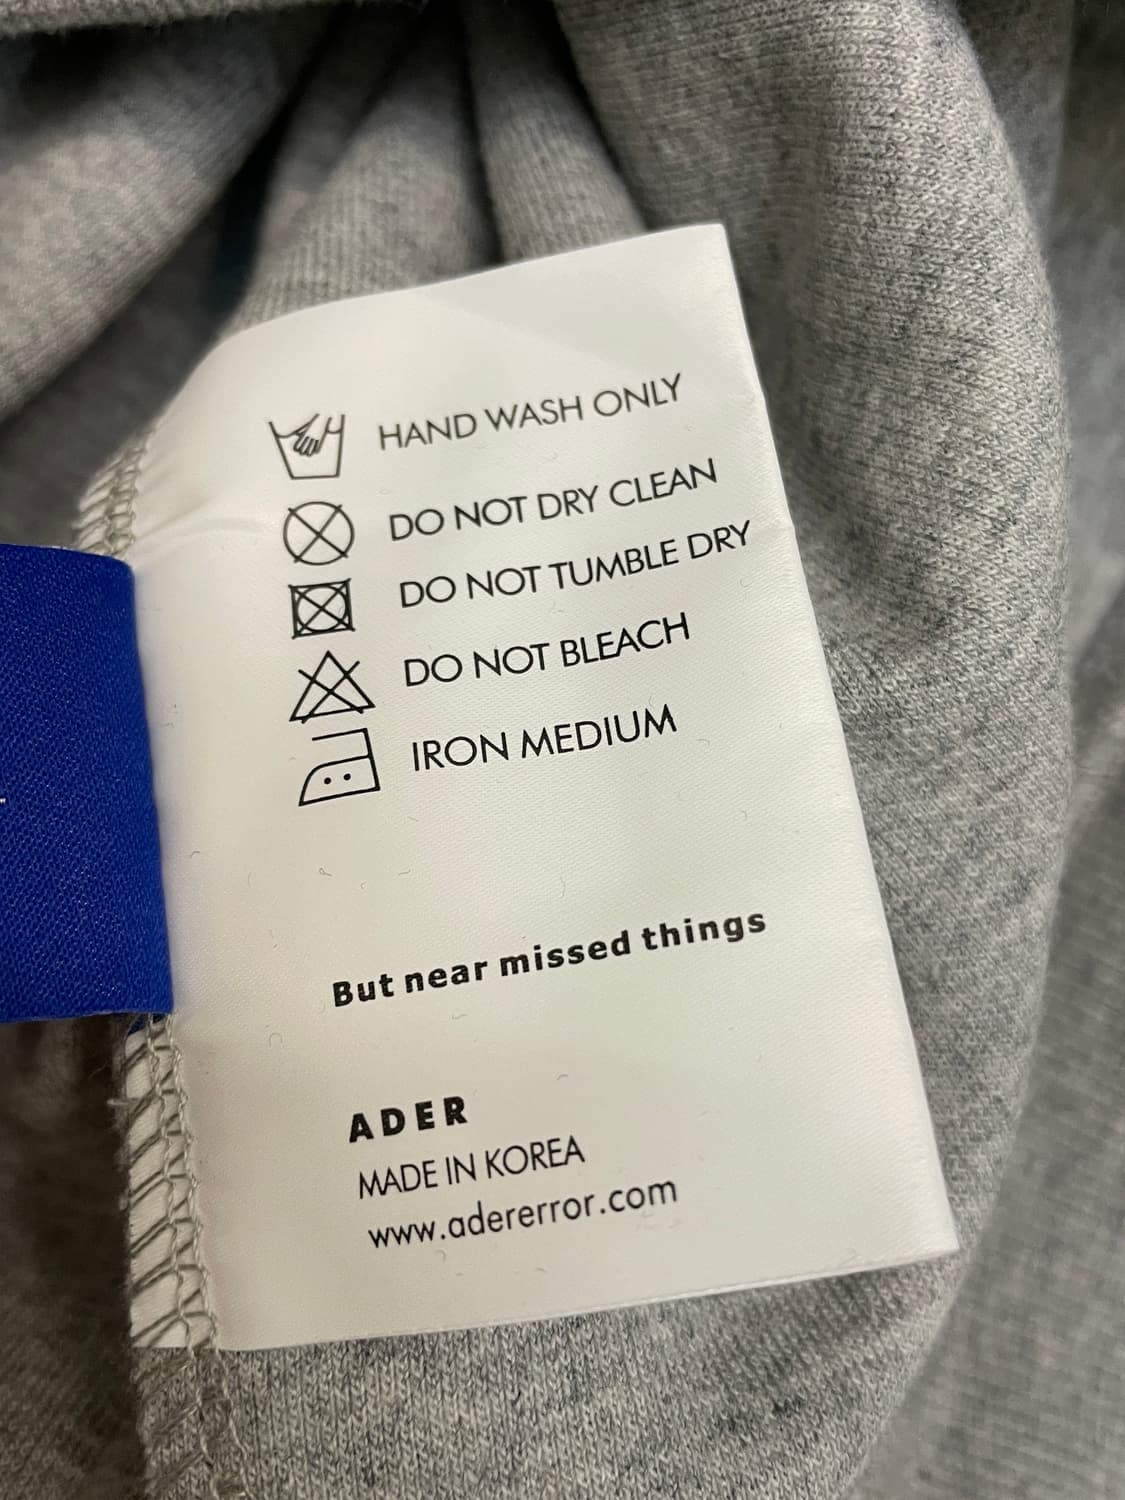 HAND WASH ONLY
DO NOT DRY CLEAN
DO NOT TUMBLE DRY
DO NOT BLEACH
IRON MEDIUM
But near missed things
ADER
MADE IN KOREA
www.adererror.com